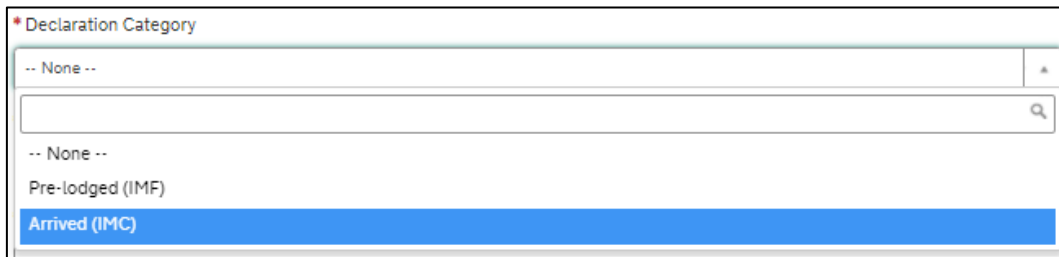 * Declaration Category
-- None --
-- None --
Pre-lodged (IMF)
Arrived (IMC)